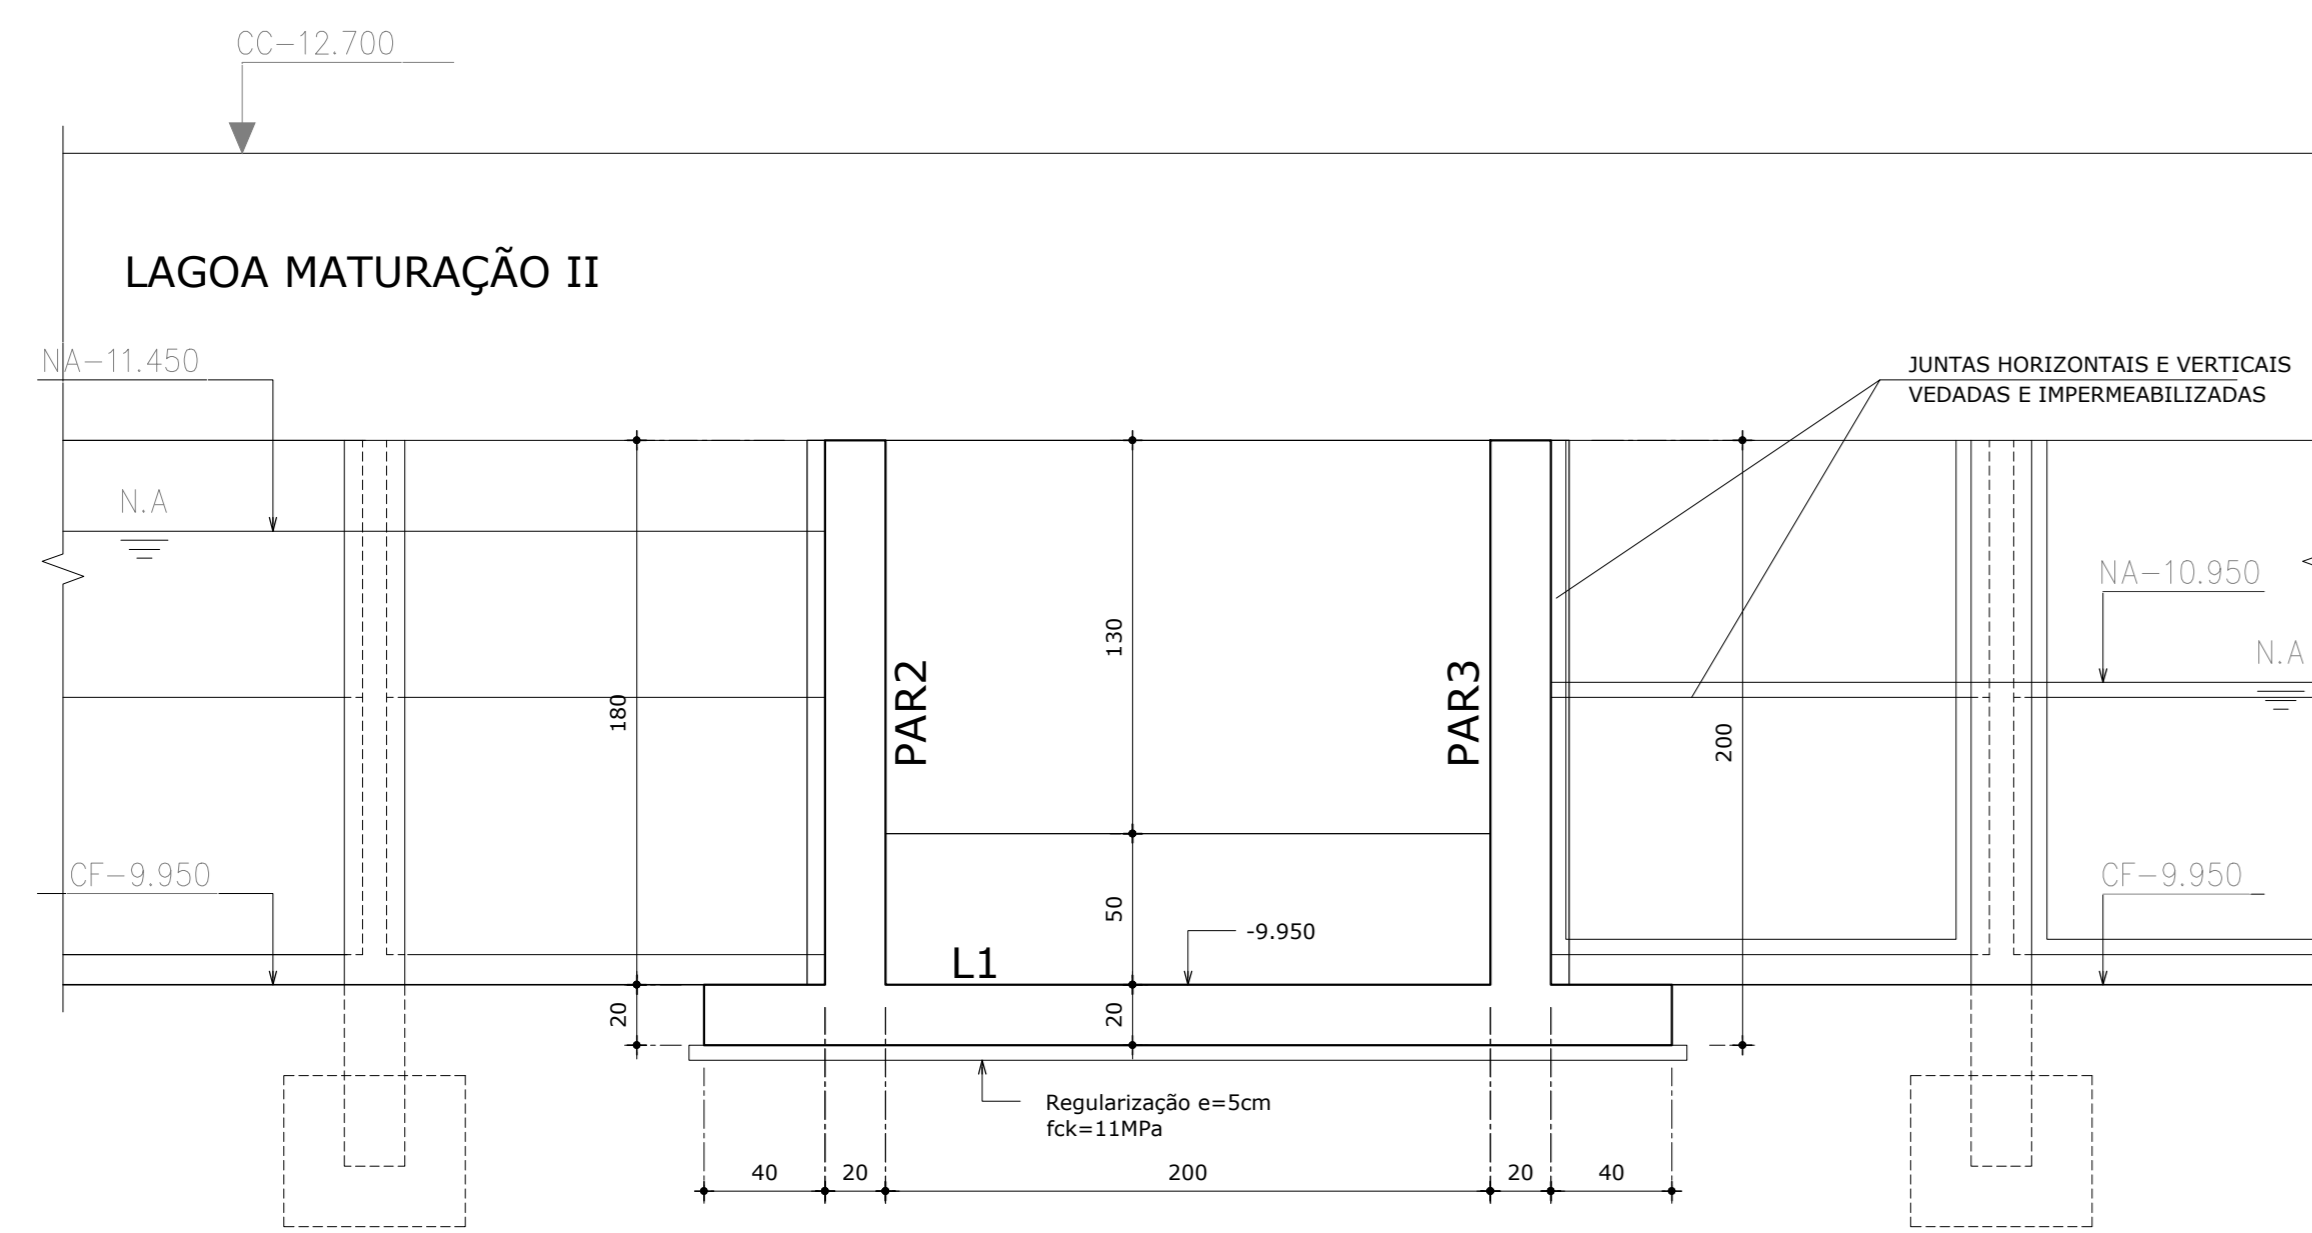 CC-12.700
LAGOA MATURAÇÃO II
NA-11.450
JUNTAS HORIZONTAIS E VERTICAIS
VEDADAS E IMPERMEABILIZADAS
N.A
NA-10.950
N.A
130
PAR2
PAR3
180
200
CF-9.950
CF-9.950
50
-9.950
L1
20
20
Regularização e=5cm
fck=11MPa
40
20
200
20
40